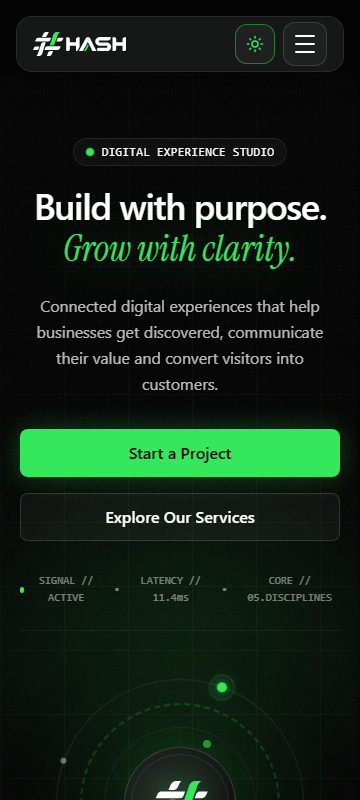 HASH
DIGITAL EXPERIENCE STUDIO
Build with purpose.
Grow with clarity.
Connected digital experiences that help
businesses get discovered, communicate
their value and convert visitors into
customers.
Start a Project
Explore Our Services
SIGNAL //
ACTIVE
LATENCY //
11.4ms
CORE //
05.DISCIPLINES